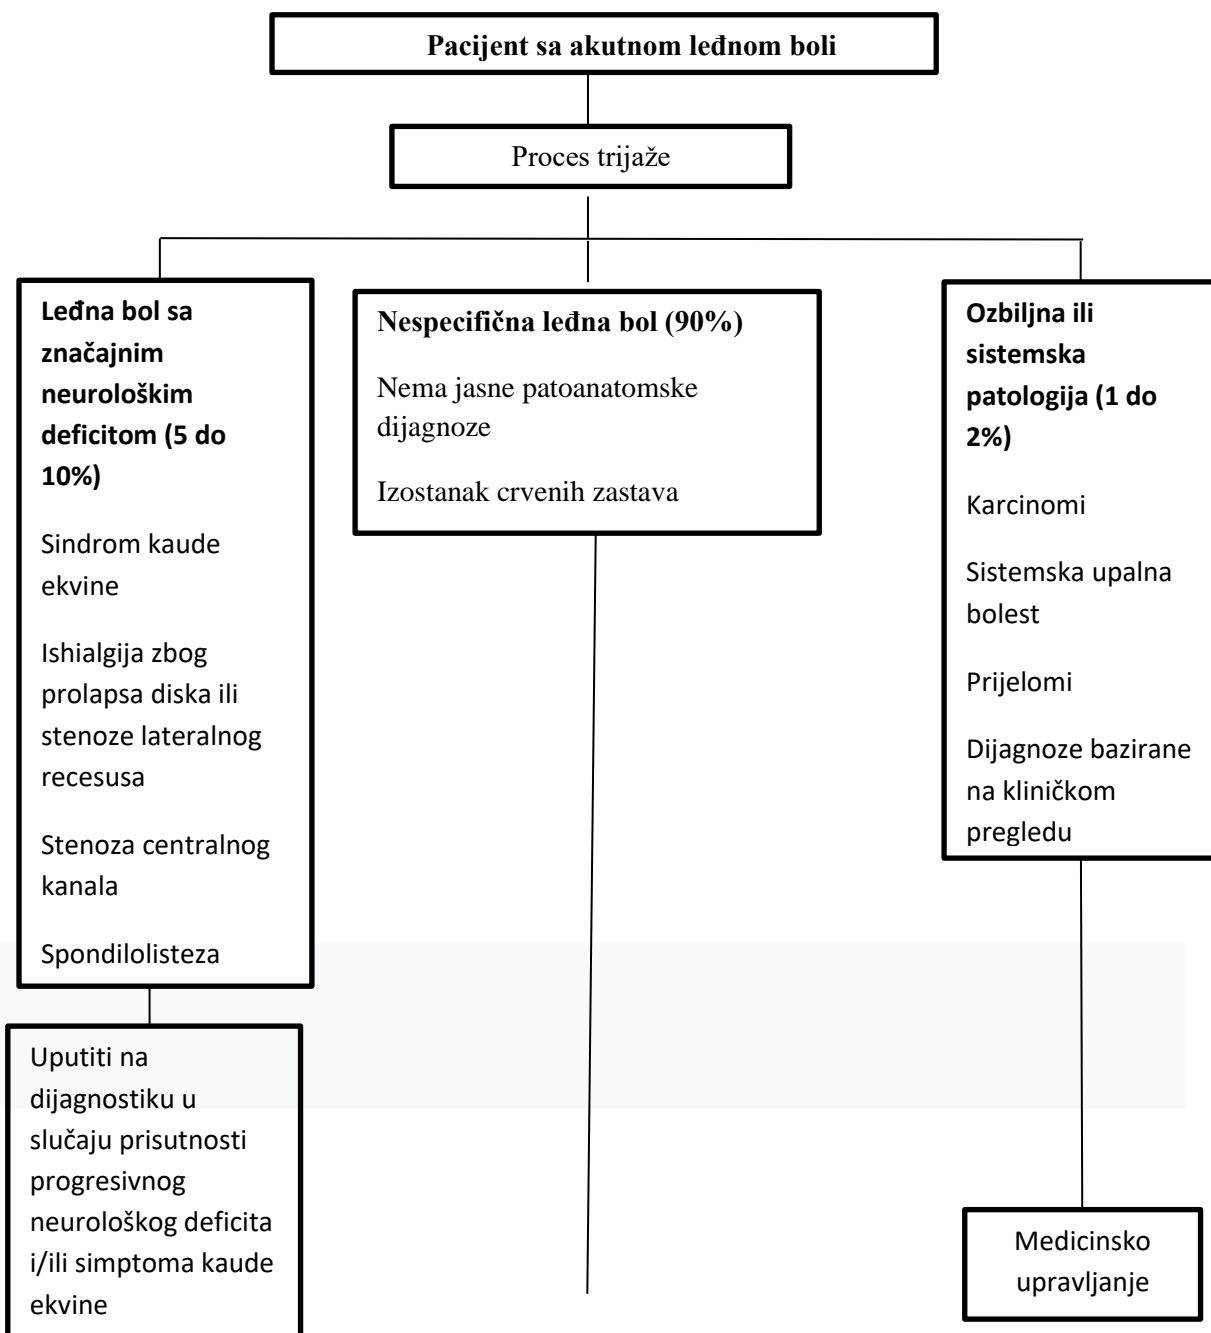 Pacijent sa akutnom leđnom boli
Proces trijaže
Leđna bol sa
značajnim
neurološkim
deficitom (5 do
10%)
Sindrom kaude
ekvine
Ishialgija zbog
prolapsa diska ili
stenoze lateralnog
recesusa
Stenoza centralnog
kanala
Spondilolisteza
Nespecifična leđna bol (90%)
Nema jasne patoanatomske
dijagnoze
Izostanak crvenih zastava
Ozbiljna ili
sistemska
patologija (1 do
2%)
Karcinomi
Sistemska upalna
bolest
Prijelomi
Dijagnoze bazirane
na kliničkom
pregledu
Uputiti na
dijagnostiku u
slučaju prisutnosti
progresivnog
neurološkog deficita
i/ili simptoma kaude
ekvine
Medicinsko
upravljanje